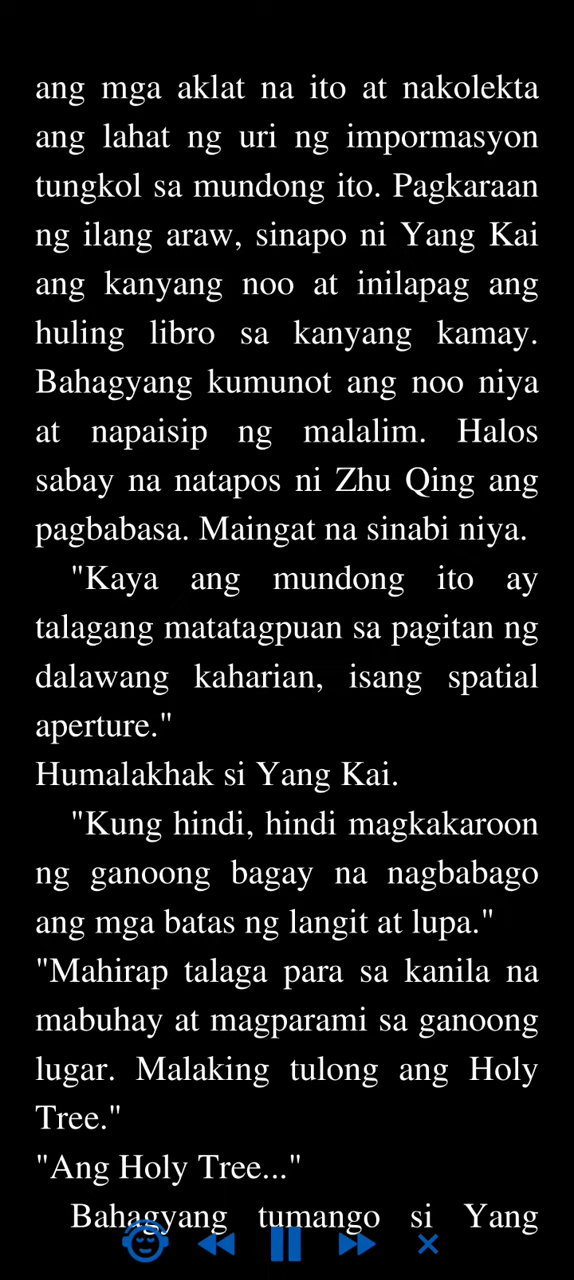 ang mga aklat na ito at nakolekta
ang lahat ng uri ng impormasyon
tungkol sa mundong ito. Pagkaraan
ng ilang araw, sinapo ni Yang Kai
ang kanyang noo at inilapag ang
huling libro sa kanyang kamay.
Bahagyang kumunot ang noo niya
at napaisip ng malalim. Halos
sabay na natapos ni Zhu Qing ang
pagbabasa. Maingat na sinabi niya.
"Kaya ang mundong ito ay
talagang matatagpuan sa pagitan ng
dalawang kaharian, isang spatial
aperture."
Humalakhak si Yang Kai.
"Kung hindi, hindi magkakaroon
ng ganoong bagay na nagbabago
ang mga batas ng langit at lupa."
"Mahirap talaga para sa kanila na
mabuhay at magparami sa ganoong
lugar. Malaking tulong ang Holy
Tree."
"Ang Holy Tree..."
Bahagyang tumango si Yang